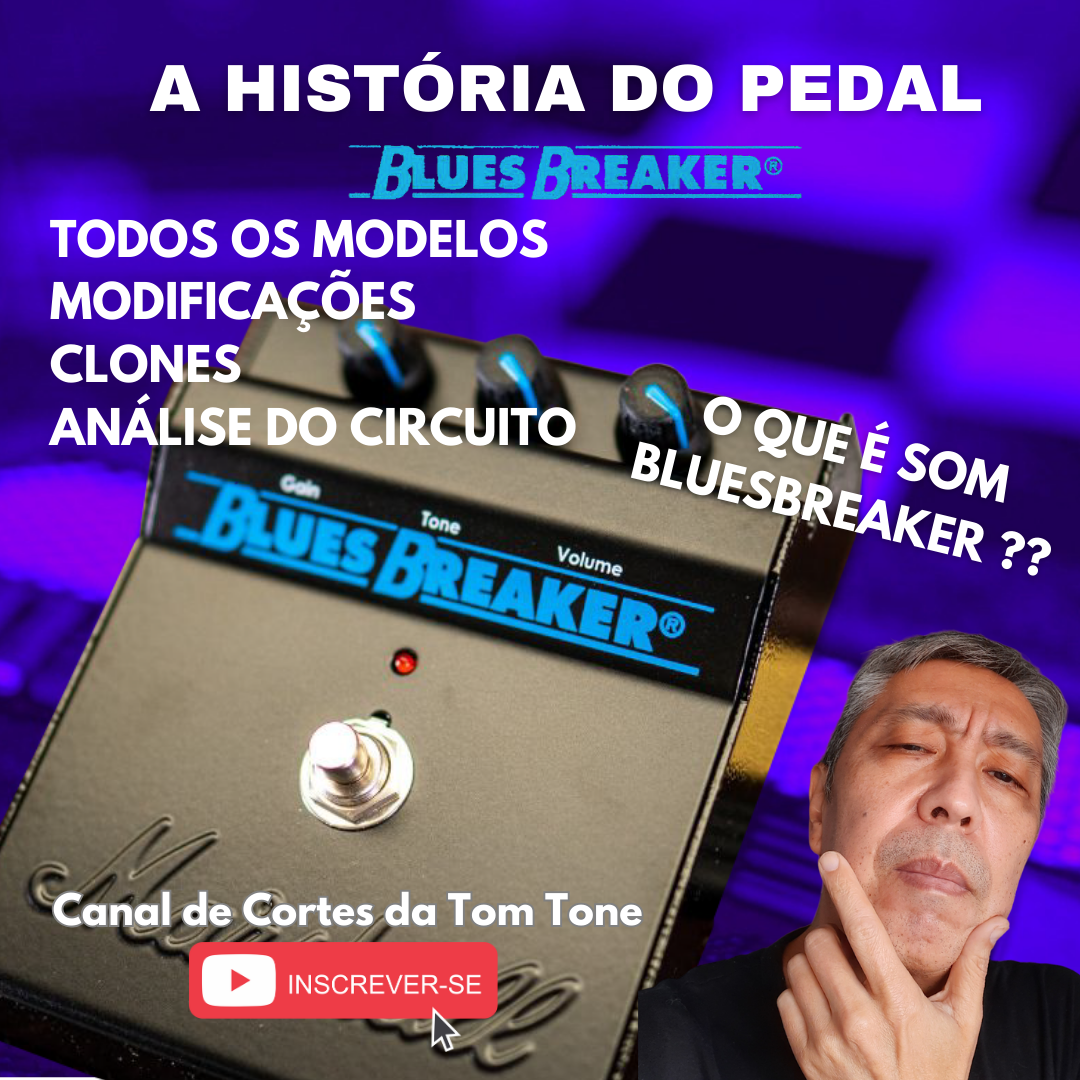 A HISTÓRIA DO PEDAL
BLUES BREAKER®
TODOS OS MODELOS
MODIFICAÇÕES
CLONES
ANÁLISE DO CIRCUITO
O QUE É SOM
BLUESBREAKER ??
Gain
Tone
Volume
BLUES BREAKER®
Marshall
Canal de Cortes da Tom Tone
INSCREVER-SE